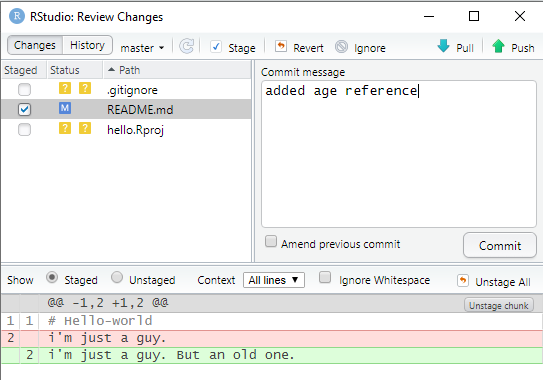 RStudio: Review Changes
Changes History master Stage Revert Ignore Pull Push
Staged Status Path
? ? .gitignore
M README.md
? ? hello.Rproj
Commit message
added age reference
Amend previous commit Commit
Show Staged Unstaged Context All lines Ignore Whitespace Unstage All
@@ -1,2 +1,2 @@ Unstage chunk
1 1 # Hello-world
2 i'm just a guy.
2 i'm just a guy. But an old one.